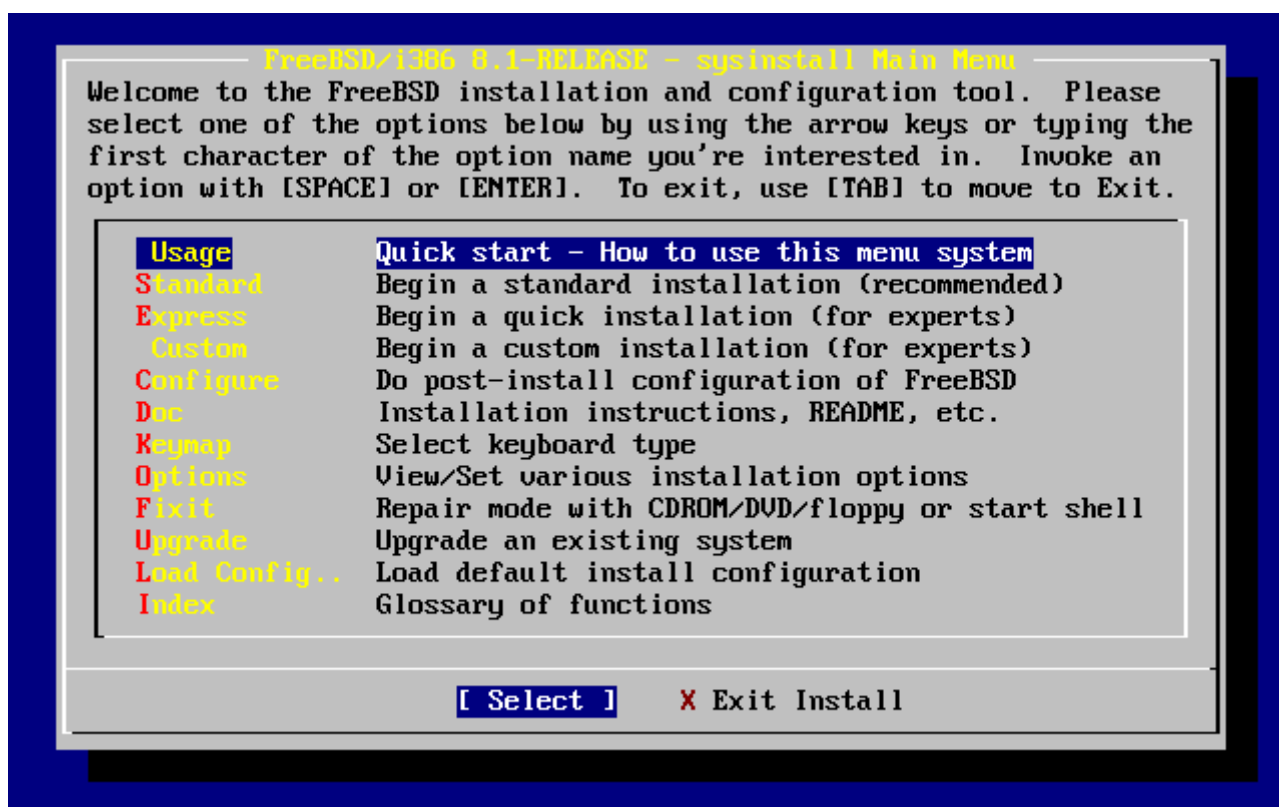 FreeBSD/i386 8.1-RELEASE - sysinstall Main Menu
Welcome to the FreeBSD installation and configuration tool.  Please
select one of the options below by using the arrow keys or typing the
first character of the option name you're interested in.  Invoke an
option with [SPACE] or [ENTER].  To exit, use [TAB] to move to Exit.
Usage Quick start - How to use this menu system
Standard Begin a standard installation (recommended)
Express Begin a quick installation (for experts)
Custom Begin a custom installation (for experts)
Configure Do post-install configuration of FreeBSD
Doc Installation instructions, README, etc.
Keymap Select keyboard type
Options View/Set various installation options
Fixit Repair mode with CDROM/DVD/floppy or start shell
Upgrade Upgrade an existing system
Load Config.. Load default install configuration
Index Glossary of functions
[ Select ] X Exit Install